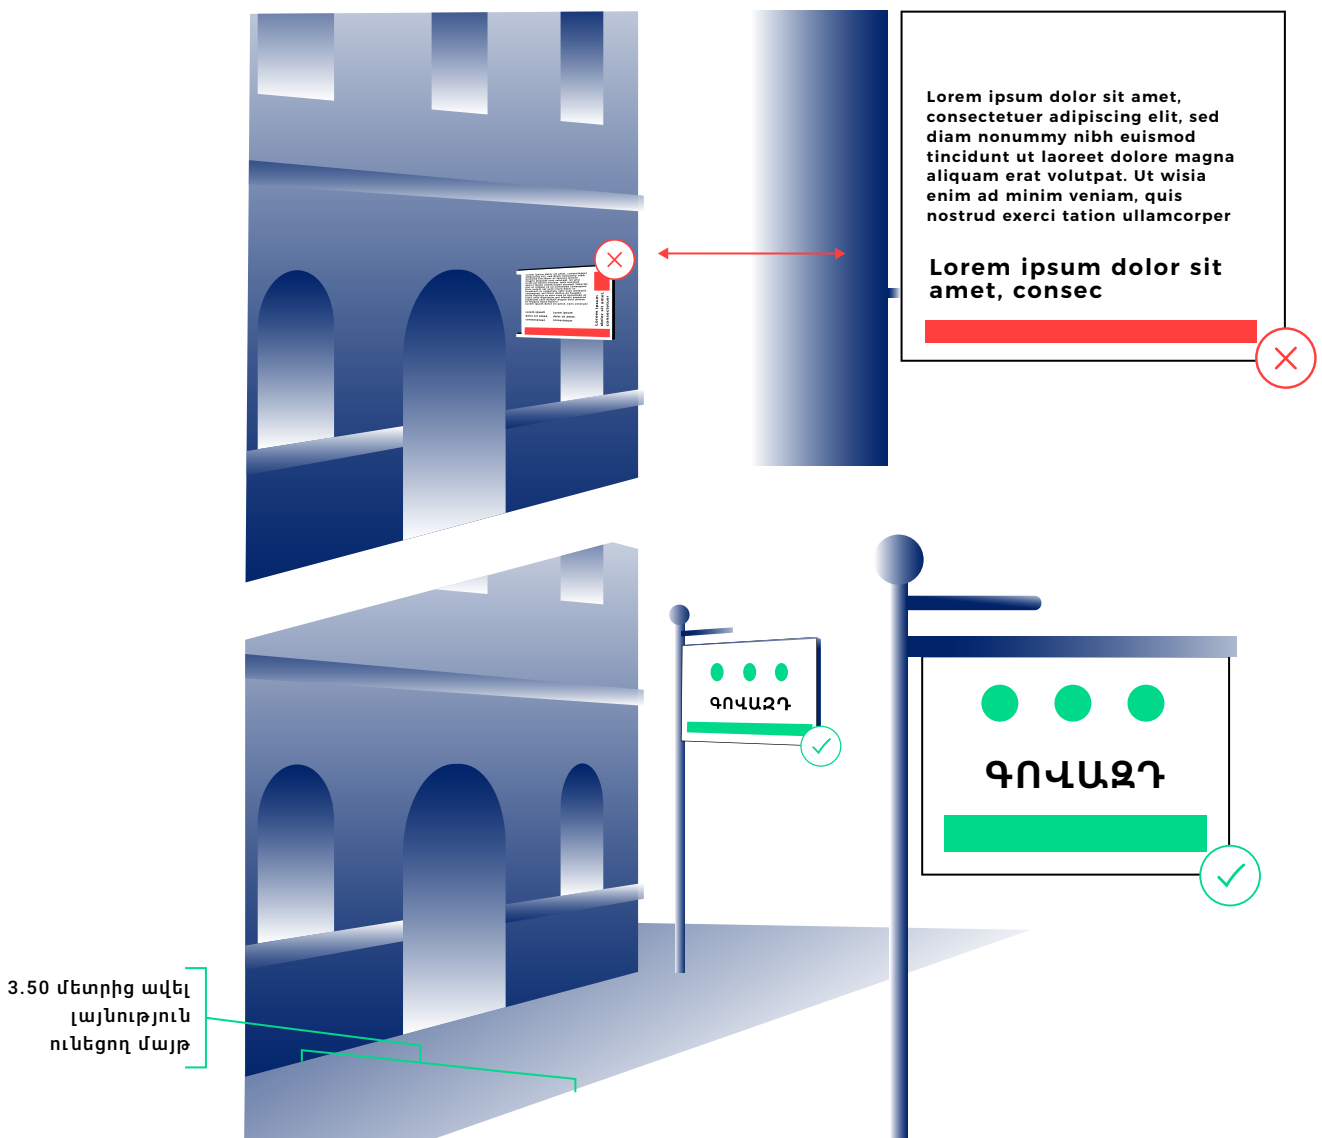 Lorem ipsum dolor sit amet,
consectetuer adipiscing elit, sed
diam nonummy nibh euismod
tincidunt ut laoreet dolore magna
aliquam erat volutpat. Ut wisia
enim ad minim veniam, quis
nostrud exerci tation ullamcorper
Lorem ipsum dolor sit
amet, consec
ԳՈՎԱԶԴ
ԳՈՎԱԶԴ
3.50 մետրից ավել
լայնություն
ունեցող մայթ